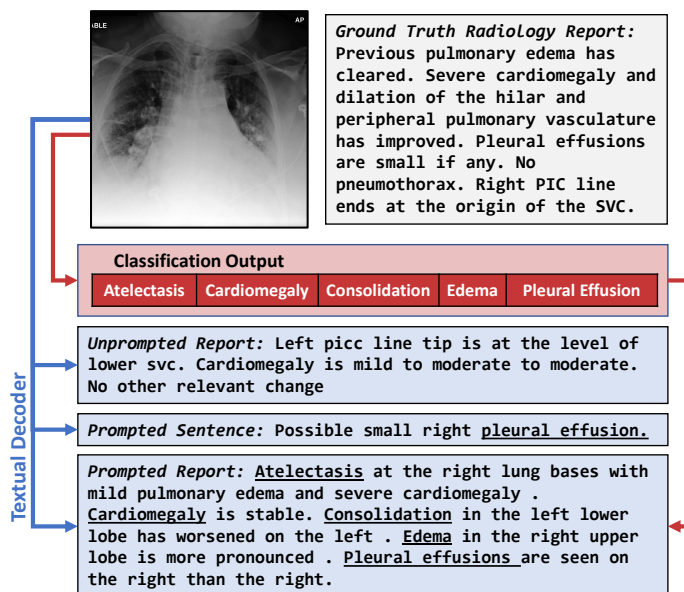 ABLE
AP
Ground Truth Radiology Report:
Previous pulmonary edema has
cleared. Severe cardiomegaly and
dilation of the hilar and
peripheral pulmonary vasculature
has improved. Pleural effusions
are small if any. No
pneumothorax. Right PIC line
ends at the origin of the SVC.
Classification Output
Atelectasis Cardiomegaly Consolidation Edema Pleural Effusion
Textual Decoder
Unprompted Report: Left picc line tip is at the level of
lower svc. Cardiomegaly is mild to moderate to moderate.
No other relevant change
Prompted Sentence: Possible small right pleural effusion.
Prompted Report: Atelectasis at the right lung bases with
mild pulmonary edema and severe cardiomegaly .
Cardiomegaly is stable. Consolidation in the left lower
lobe has worsened on the left . Edema in the right upper
lobe is more pronounced . Pleural effusions are seen on
the right than the right.